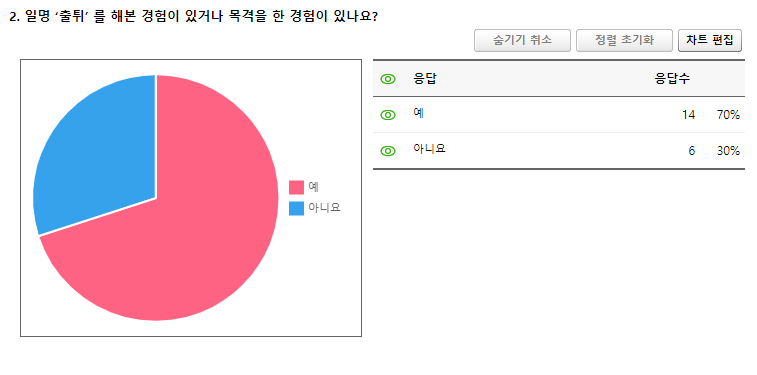 2. 일명 ‘출튀’ 를 해본 경험이 있거나 목격을 한 경험이 있나요?
숨기기 취소 정렬 초기화 차트 편집
응답 응답수
예 14 70%
아니요 6 30%
예
아니요